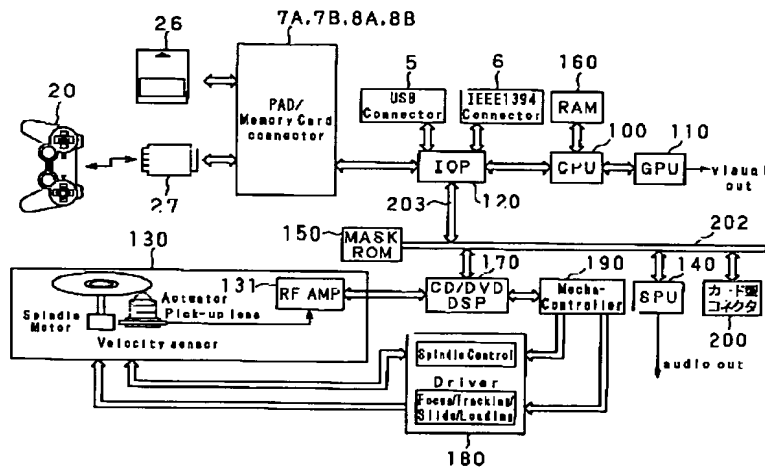 7A,7B,8A,8B
26
20
27
PAD/
Memory Card
connector
5
USB
Connector
6
IEEE1394
Connector
160
RAM
100
CPU
110
GPU
visual
out
IOP
120
203
202
150
MASK
ROM
130
131
RF AMP
Actuator
Pick-up lens
Spindle
Motor
Velocity sensor
170
CD/DVD
DSP
190
Mecha-
Controller
140
SPU
audio out
カード型
コネクタ
200
Spindle Control
Driver
Focus/Tracking/
Slide/Loading
180